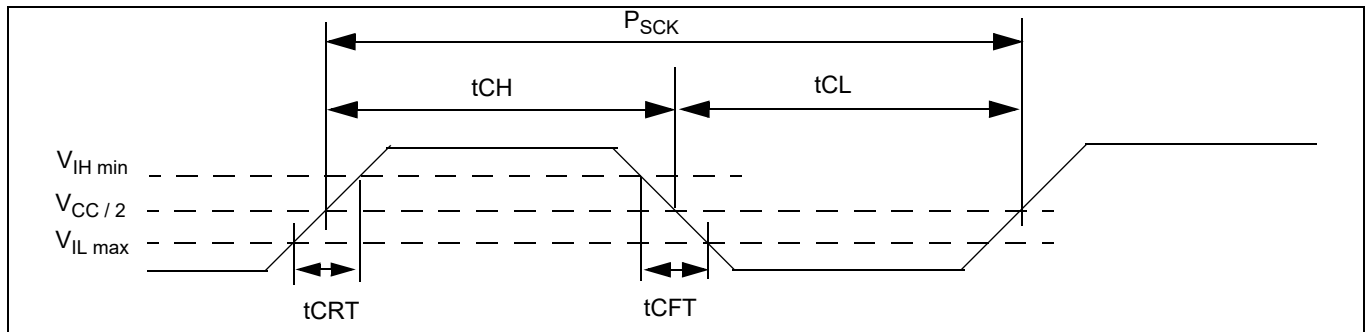 PSCK
tCH
tCL
VIH min
VCC / 2
VIL max
tCRT
tCFT